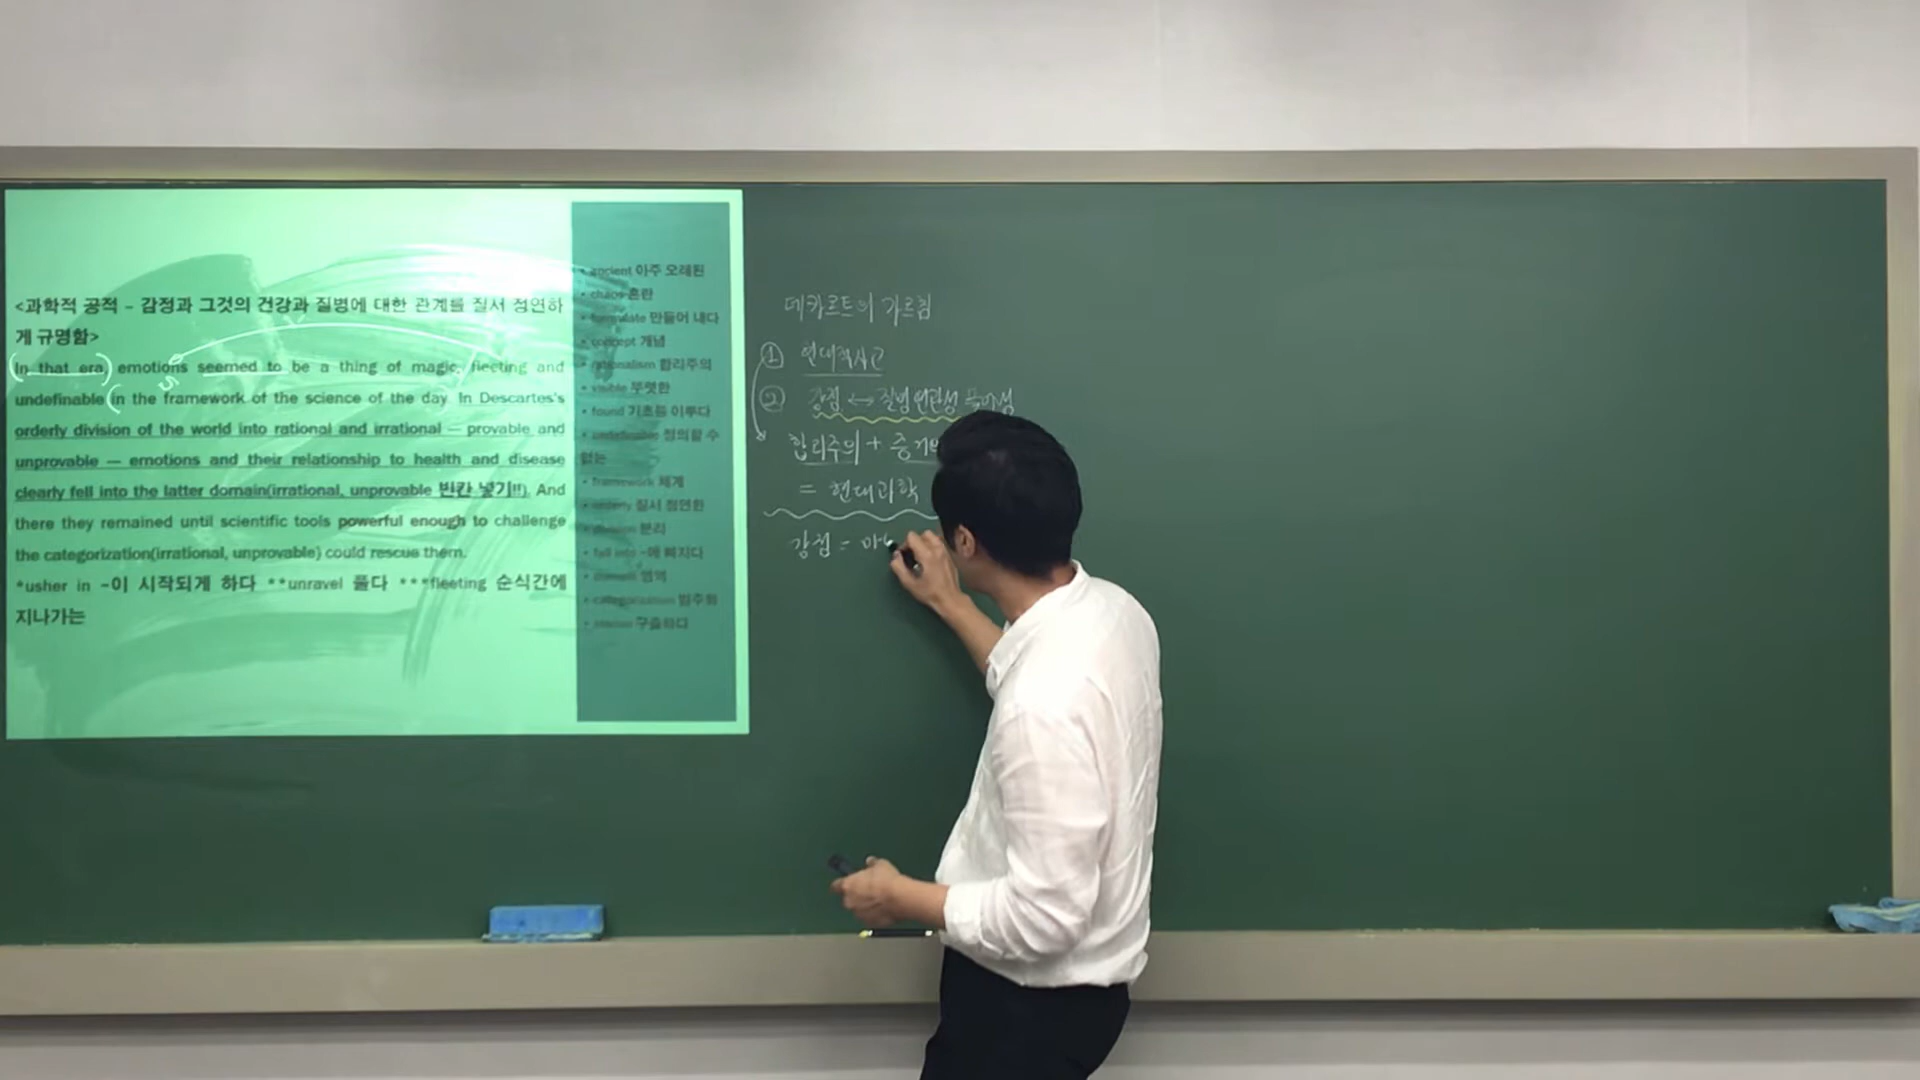 <과학적 공적 – 감정과 그것의 건강과 질병에 대한 관계를 질서 정연하
게 규명함>
In that era, emotions seemed to be a thing of magic, fleeting and
undefinable in the framework of the science of the day. In Descartes's
orderly division of the world into rational and irrational — provable and
unprovable — emotions and their relationship to health and disease
clearly fell into the latter domain(irrational, unprovable 빈칸 넣기!!). And
there they remained until scientific tools powerful enough to challenge
the categorization(irrational, unprovable) could rescue them.
*usher in ~이 시작되게 하다 **unravel 풀다 ***fleeting 순식간에
지나가는
S
• ancient 아주 오래된
• chaos 혼란
• formulate 만들어 내다
• concept 개념
• rationalism 합리주의
• visible 뚜렷한
• found 기초를 이루다
• undefinable 정의할 수
없는
• framework 체계
• orderly 질서 정연한
• division 분리
• fall into ~에 빠지다
• domain 영역
• categorization 범주화
• rescue 구출하다
데카르트의 가르침
① 현대적사고
② 감정 ↔ 질병 연관성
합리주의 + 증거
= 현대과학
감정 = 마